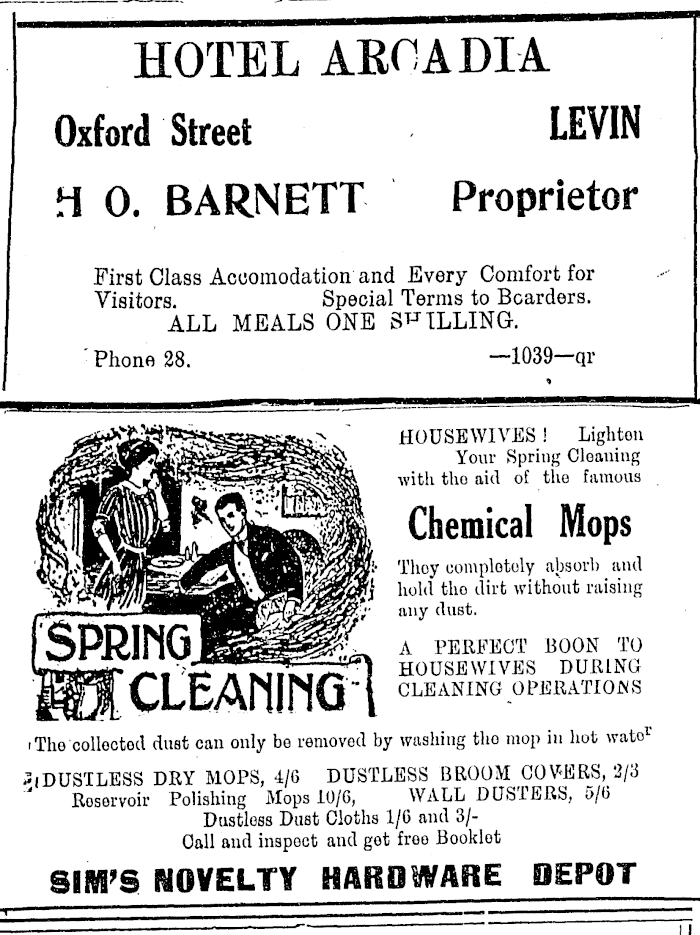 HOTEL ARCADIA
Oxford Street LEVIN
H O. BARNETT Proprietor
First Class Accomodation and Every Comfort for
Visitors. Special Terms to Boarders.
ALL MEALS ONE SHILLING.
Phone 28. —1039—qr
HOUSEWIVES! Lighten
Your Spring Cleaning
with the aid of the famous
Chemical Mops
They completely absorb and
hold the dirt without raising
any dust.
A PERFECT BOON TO
HOUSEWIVES DURING
CLEANING OPERATIONS
SPRING
CLEANING
The collected dust can only be removed by washing the mop in hot water
DUSTLESS DRY MOPS, 4/6 DUSTLESS BROOM COVERS, 2/3
Reservoir Polishing Mops 10/6, WALL DUSTERS, 5/6
Dustless Dust Cloths 1/6 and 3/-
Call and inspect and get free Booklet
SIM'S NOVELTY HARDWARE DEPOT